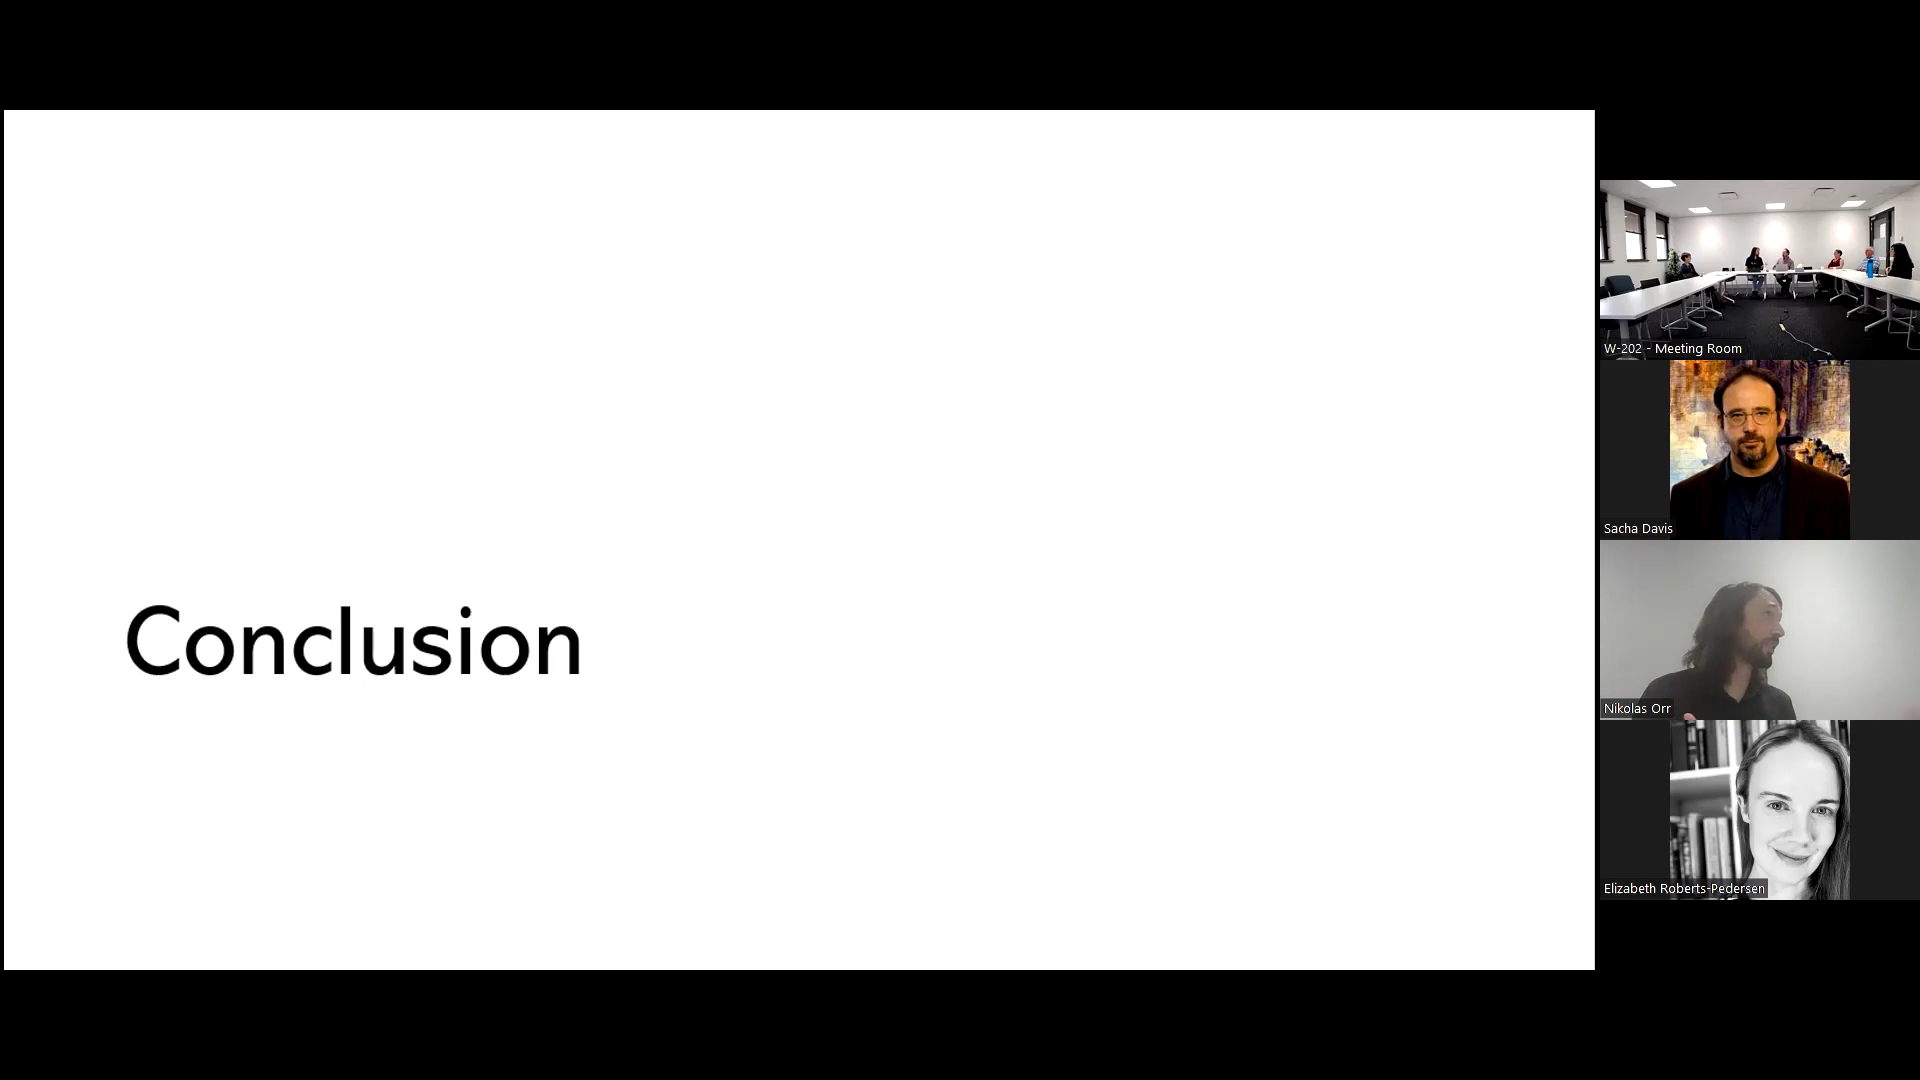 Conclusion
W-202 - Meeting Room
Sacha Davis
Nikolas Orr
Elizabeth Roberts-Pedersen